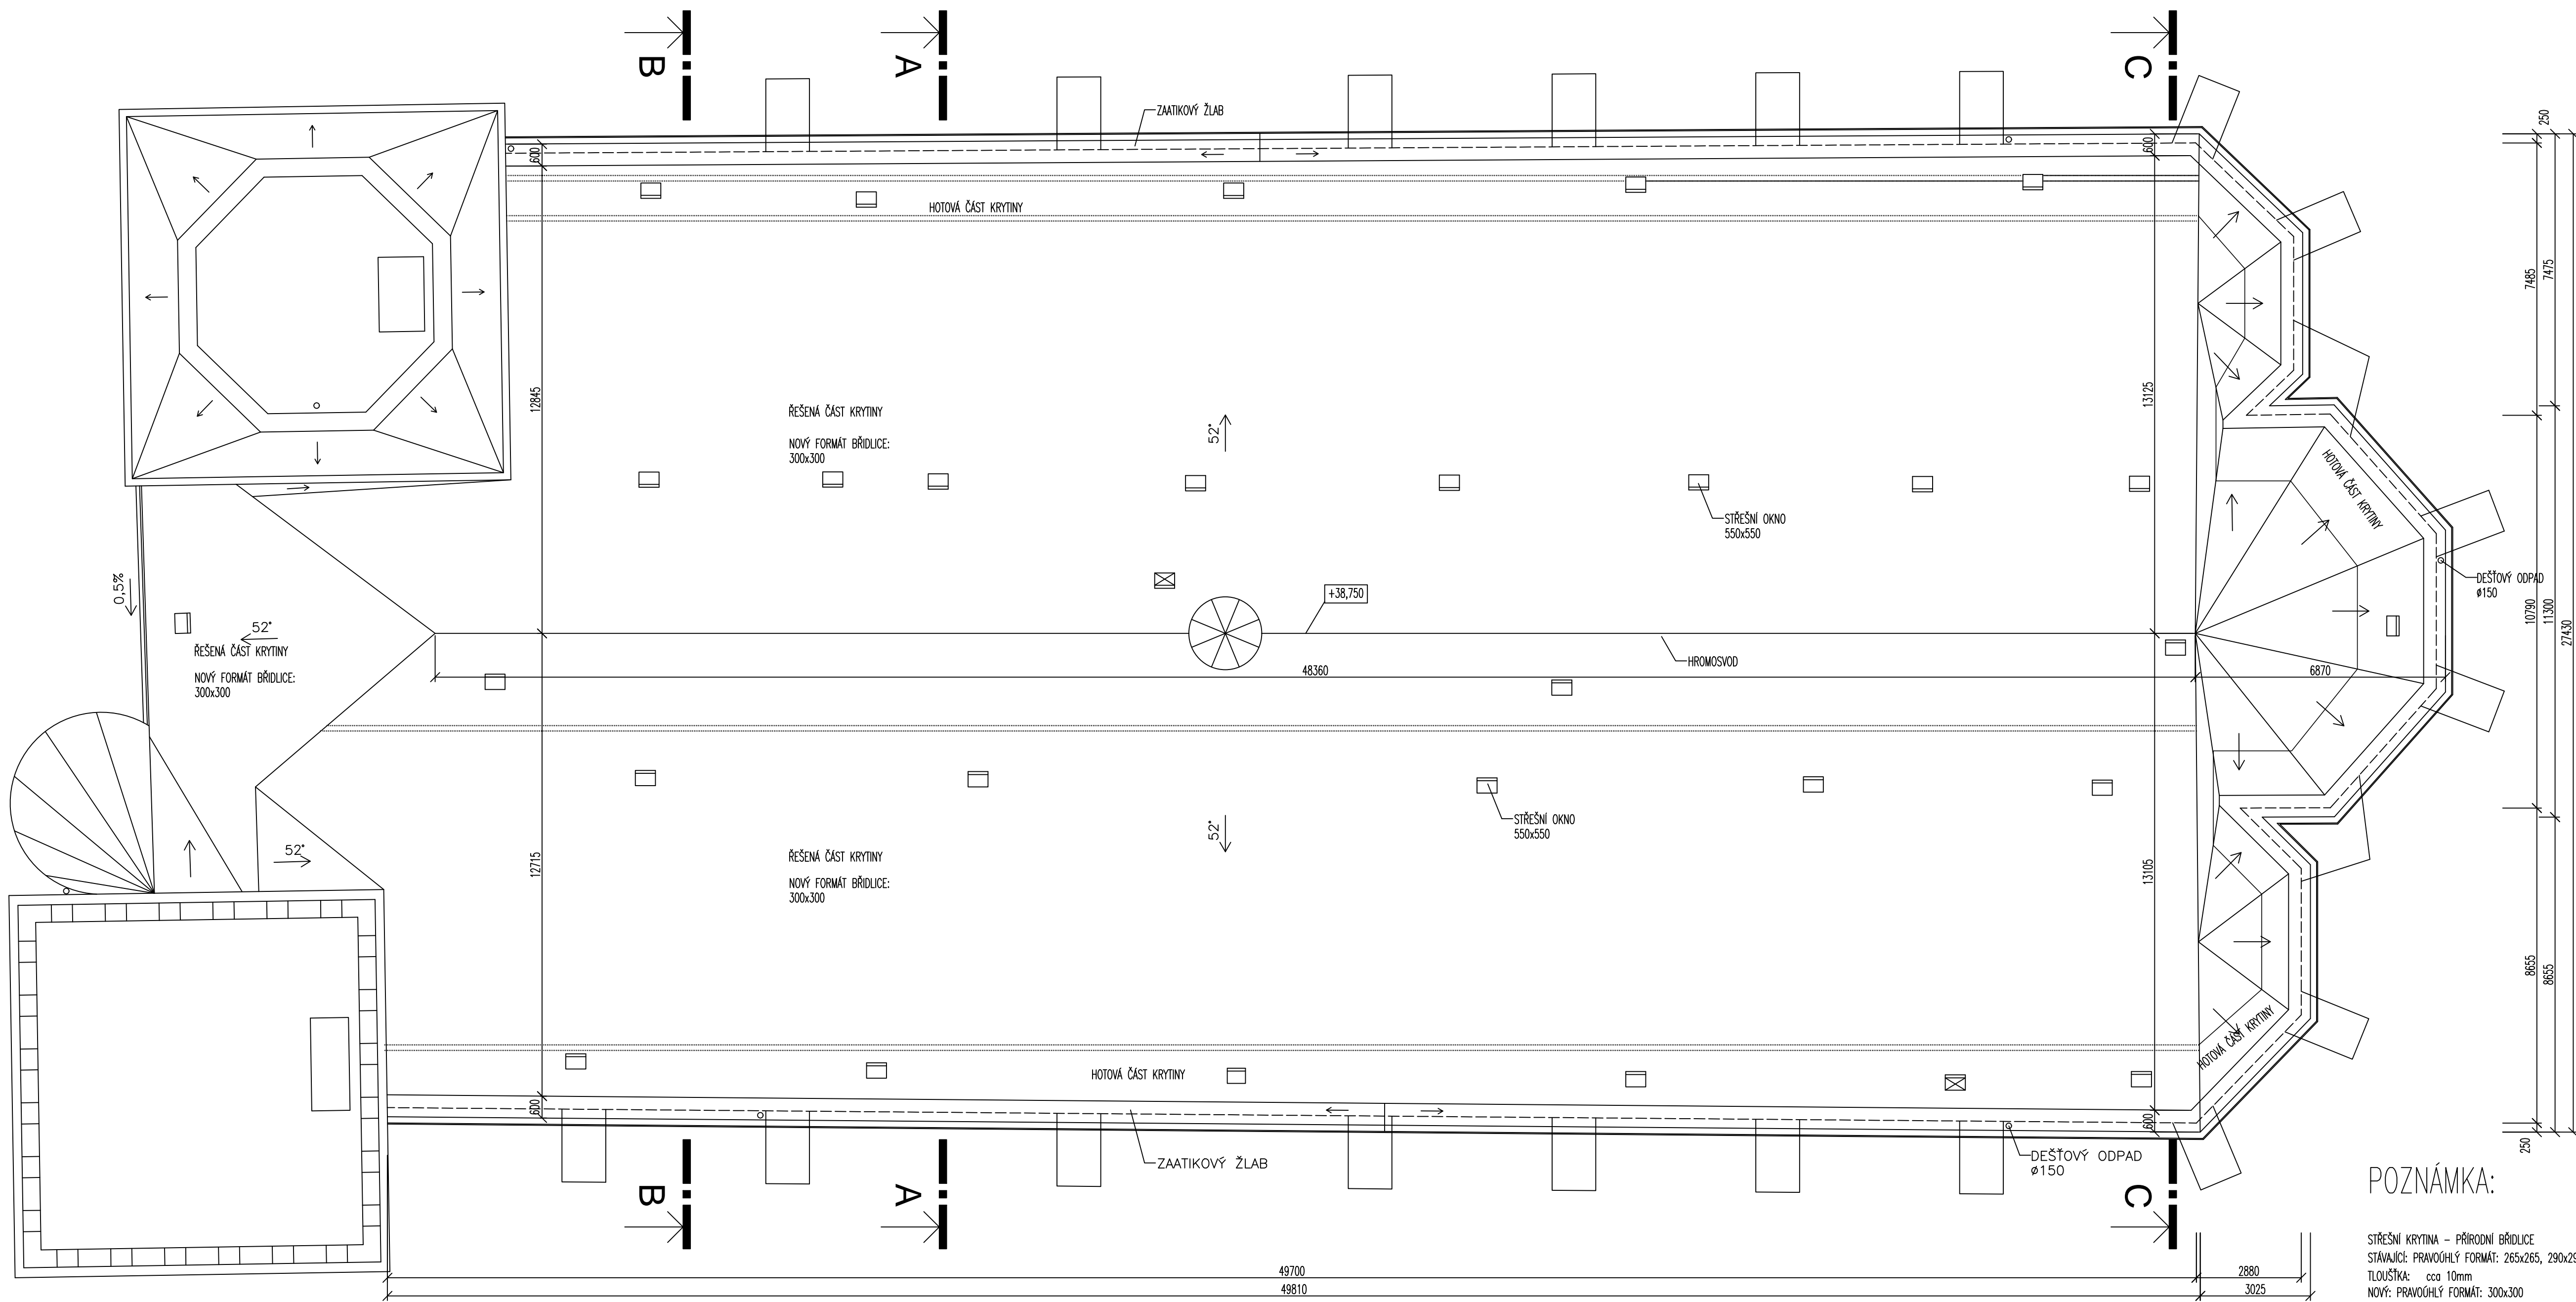 B
A
C
ZAATIKOVÝ ŽLAB
250
600
600
HOTOVÁ ČÁST KRYTINY
7485
7475
12845
13125
ŘEŠENÁ ČÁST KRYTINY
NOVÝ FORMÁT BŘIDLICE:
300x300
52°
HOTOVÁ ČÁST KRYTINY
STŘEŠNÍ OKNO
550x550
DEŠŤOVÝ ODPAD
ø150
0,5%
+38,750
10790
11300
27430
52°
ŘEŠENÁ ČÁST KRYTINY
NOVÝ FORMÁT BŘIDLICE:
300x300
HROMOSVOD
48360
6870
STŘEŠNÍ OKNO
550x550
52°
52°
ŘEŠENÁ ČÁST KRYTINY
NOVÝ FORMÁT BŘIDLICE:
300x300
12715
13105
8655
8655
HOTOVÁ ČÁST KRYTINY
HOTOVÁ ČÁST KRYTINY
600
600
250
ZAATIKOVÝ ŽLAB
DEŠŤOVÝ ODPAD
ø150
B
A
C
POZNÁMKA:
STŘEŠNÍ KRYTINA – PŘÍRODNÍ BŘIDLICE
STÁVAJÍCÍ: PRAVOÚHLÝ FORMÁT: 265x265,
TLOUŠŤKA: cca 10mm
NOVÝ: PRAVOÚHLÝ FORMÁT: 300x300
49700
2880
49810
3025